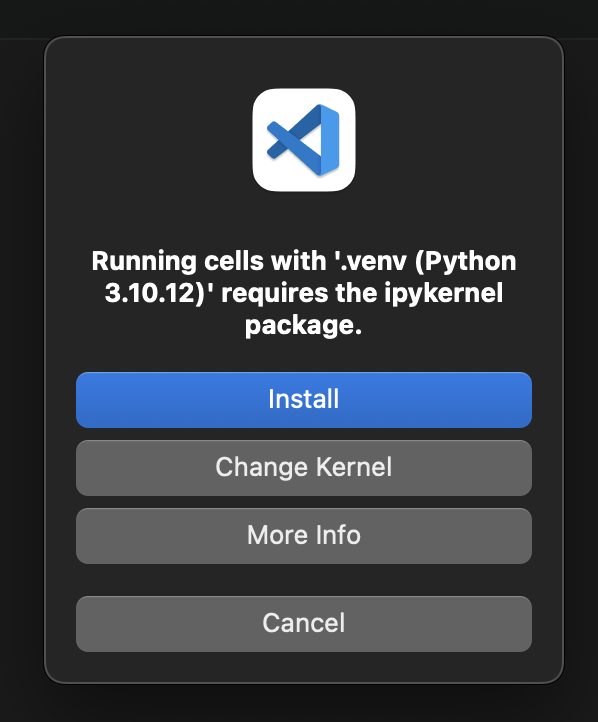 Running cells with '.venv (Python
3.10.12)' requires the ipykernel
package.
Install
Change Kernel
More Info
Cancel